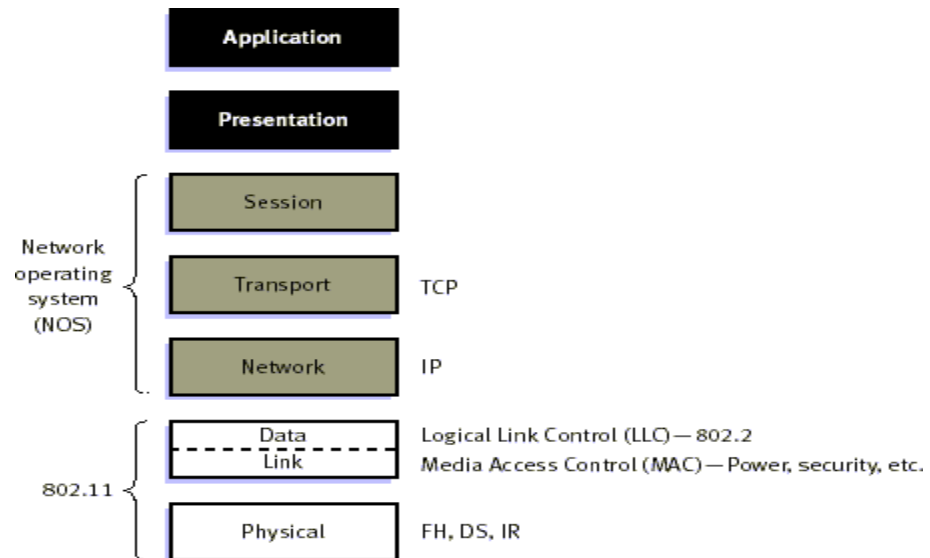 Application
Presentation
Session
Network
operating
system
(NOS)
Transport
TCP
Network
IP
Data
Logical Link Control (LLC)—802.2
Link
Media Access Control (MAC)—Power, security, etc.
802.11
Physical
FH, DS, IR